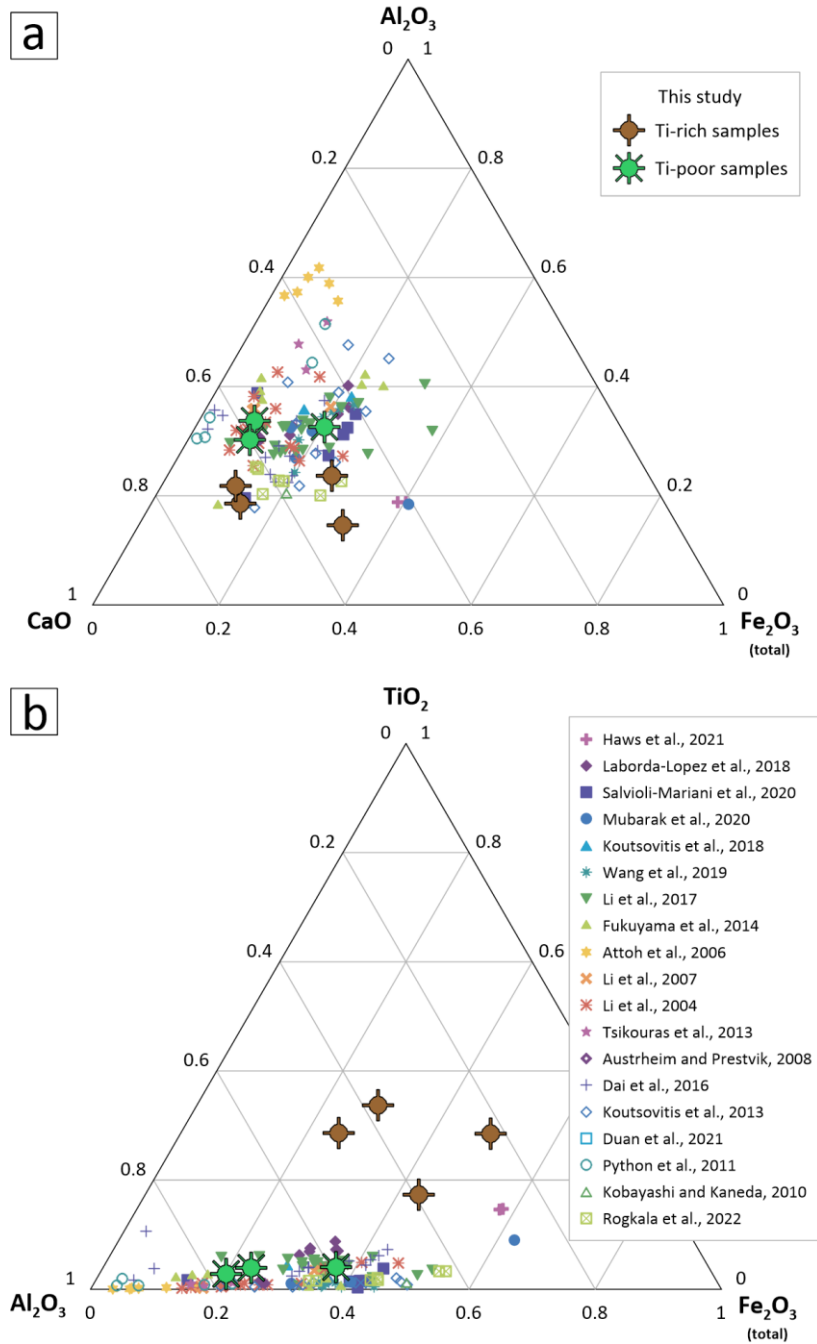 a
Al₂O₃
0 1
This study
Ti-rich samples
Ti-poor samples
0.2 0.8
0.4 0.6
0.6 0.4
0.8 0.2
1 0
CaO 0 0.2 0.4 0.6 0.8 1 Fe₂O₃
(total)
b
TiO₂
0 1
Haws et al., 2021
Laborda-Lopez et al., 2018
Salvioli-Mariani et al., 2020
Mubarak et al., 2020
Koutsovitis et al., 2018
Wang et al., 2019
Li et al., 2017
Fukuyama et al., 2014
Attoh et al., 2006
Li et al., 2007
Li et al., 2004
Tsikouras et al., 2013
Austrheim and Prestvik, 2008
Dai et al., 2016
Koutsovitis et al., 2013
Duan et al., 2021
Python et al., 2011
Kobayashi and Kaneda, 2010
Rogkala et al., 2022
0.2 0.8
0.4 0.6
0.6
0.8
1 0
Al₂O₃ 0 0.2 0.4 0.6 0.8 1 Fe₂O₃
(total)